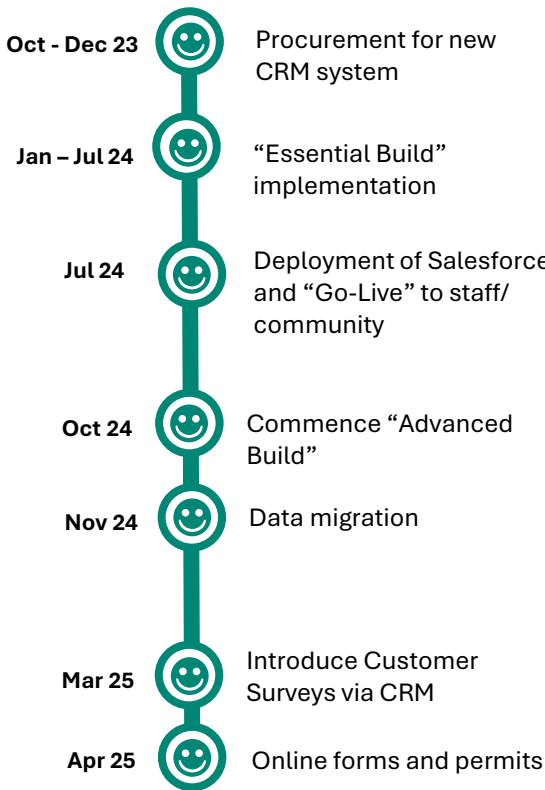 Oct - Dec 23
Procurement for new
CRM system
Jan – Jul 24
“Essential Build”
implementation
Jul 24
Deployment of Salesforce
and “Go-Live” to staff/
community
Oct 24
Commence “Advanced
Build”
Nov 24
Data migration
Mar 25
Introduce Customer
Surveys via CRM
Apr 25
Online forms and permits